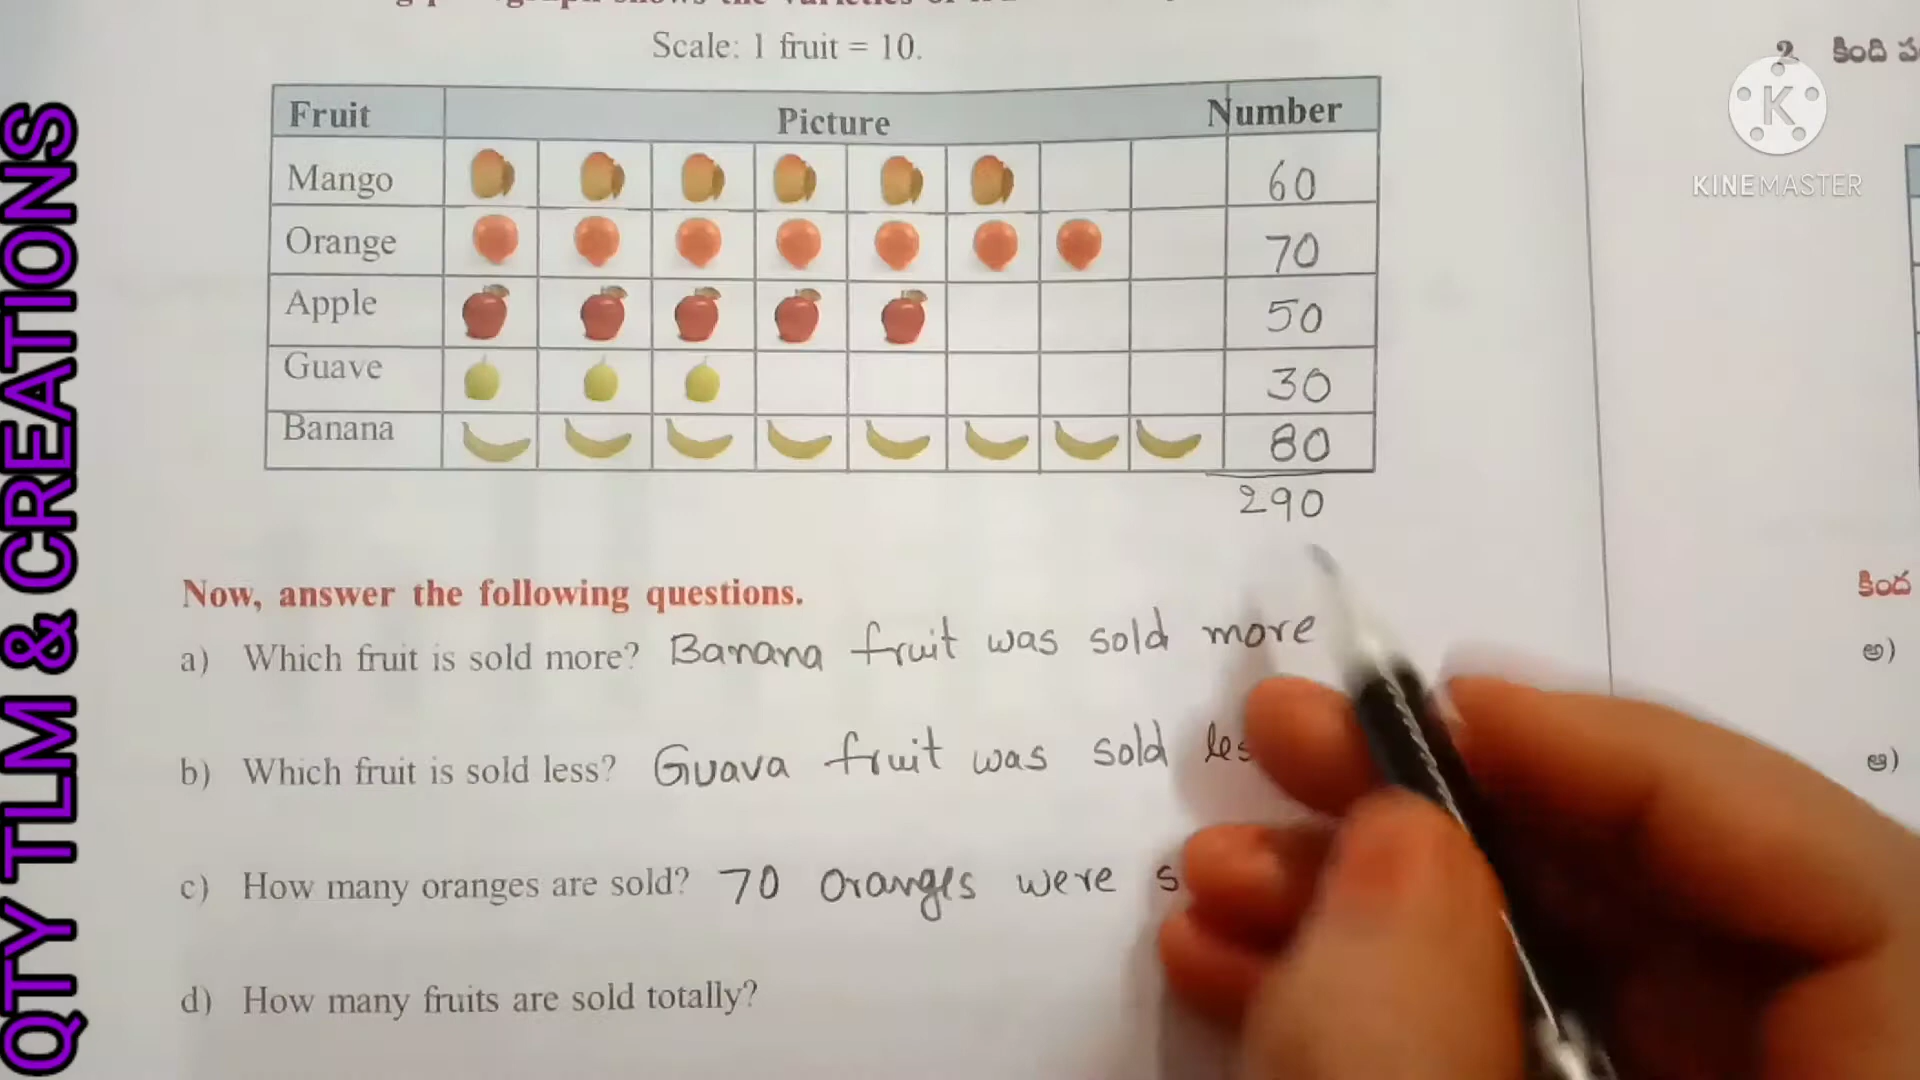 Scale: 1 fruit = 10.
Fruit Picture Number
Mango 60
Orange 70
Apple 50
Guave 30
Banana 80
290
Now, answer the following questions.
a) Which fruit is sold more? Banana fruit was sold more
b) Which fruit is sold less? Guava fruit was sold les
c) How many oranges are sold? 70 oranges were s
d) How many fruits are sold totally?
2 కింది
కింద
అ)
ఆ)
K
KINEMASTER
QTY TLM & CREATIONS